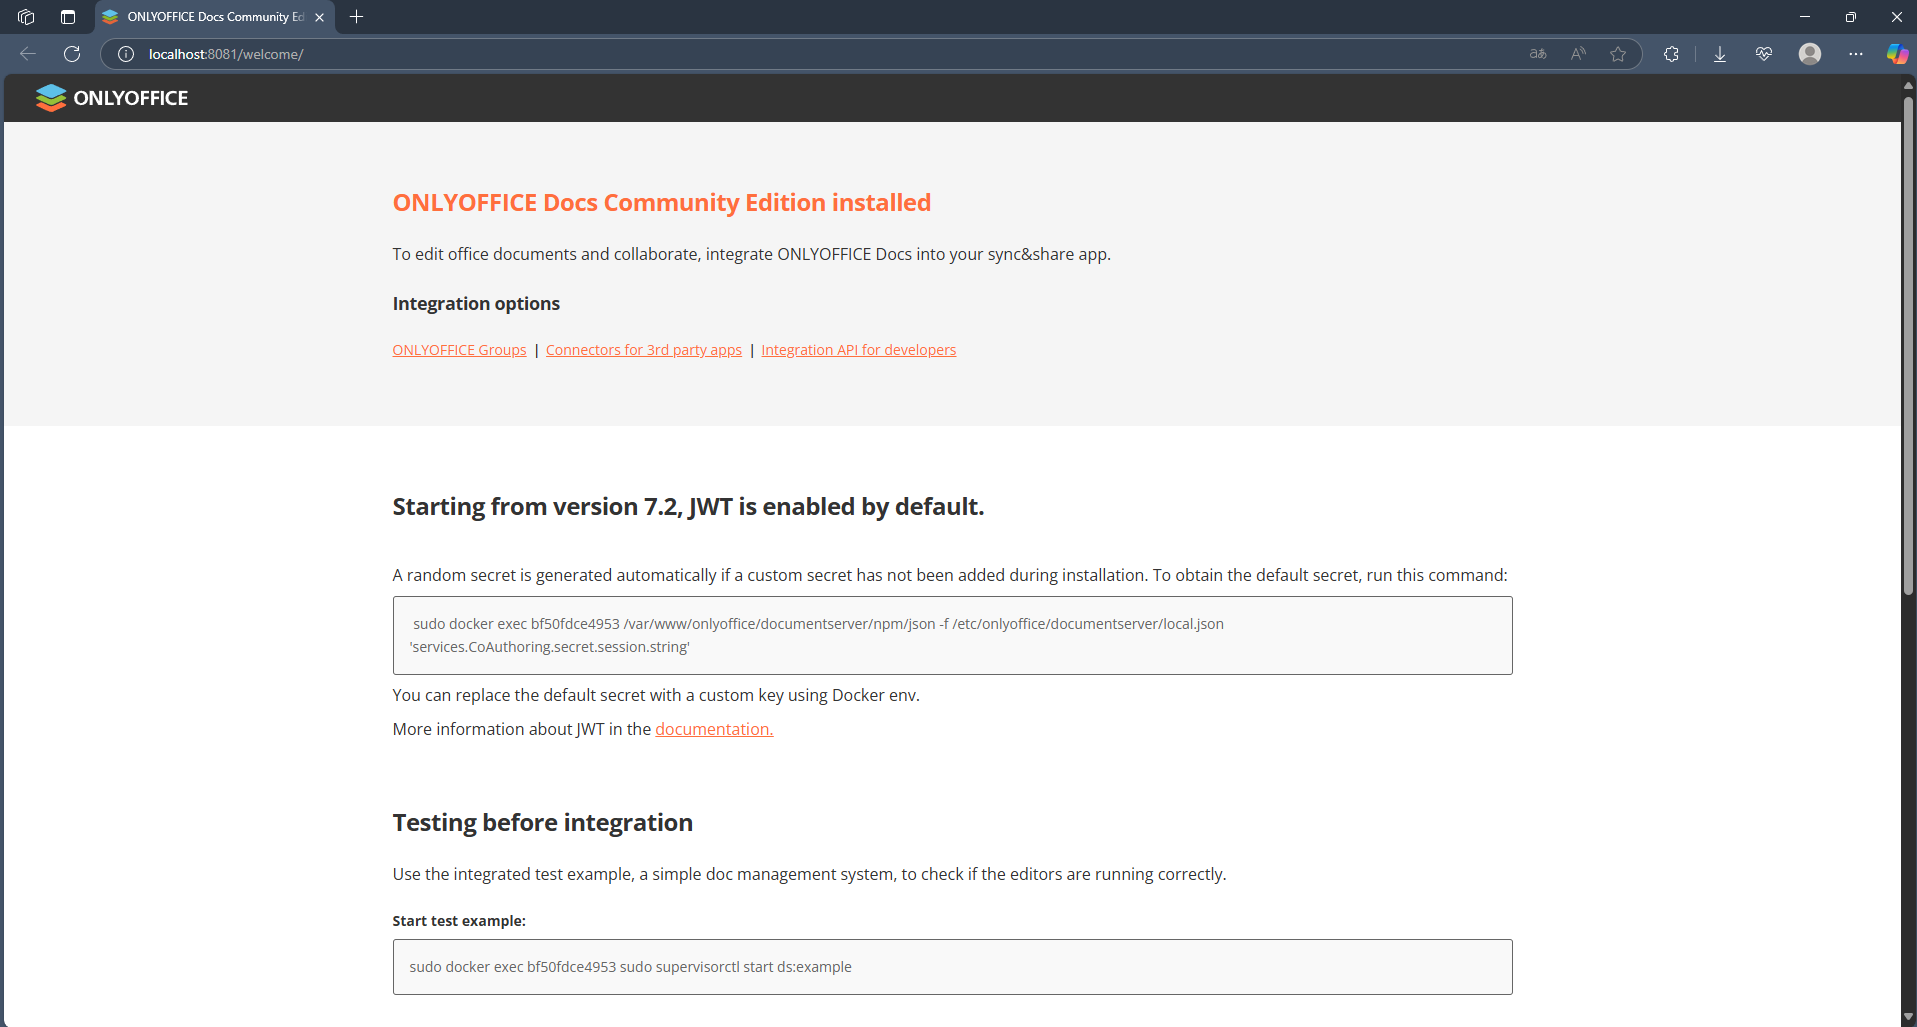 ONLYOFFICE Docs Community Ed
localhost:8081/welcome/
ONLYOFFICE
ONLYOFFICE Docs Community Edition installed
To edit office documents and collaborate, integrate ONLYOFFICE Docs into your sync&share app.
Integration options
ONLYOFFICE Groups | Connectors for 3rd party apps | Integration API for developers
Starting from version 7.2, JWT is enabled by default.
A random secret is generated automatically if a custom secret has not been added during installation. To obtain the default secret, run this command:
sudo docker exec bf50fdce4953 /var/www/onlyoffice/documentserver/npm/json -f /etc/onlyoffice/documentserver/local.json
'services.CoAuthoring.secret.session.string'
You can replace the default secret with a custom key using Docker env.
More information about JWT in the documentation.
Testing before integration
Use the integrated test example, a simple doc management system, to check if the editors are running correctly.
Start test example:
sudo docker exec bf50fdce4953 sudo supervisorctl start ds:example